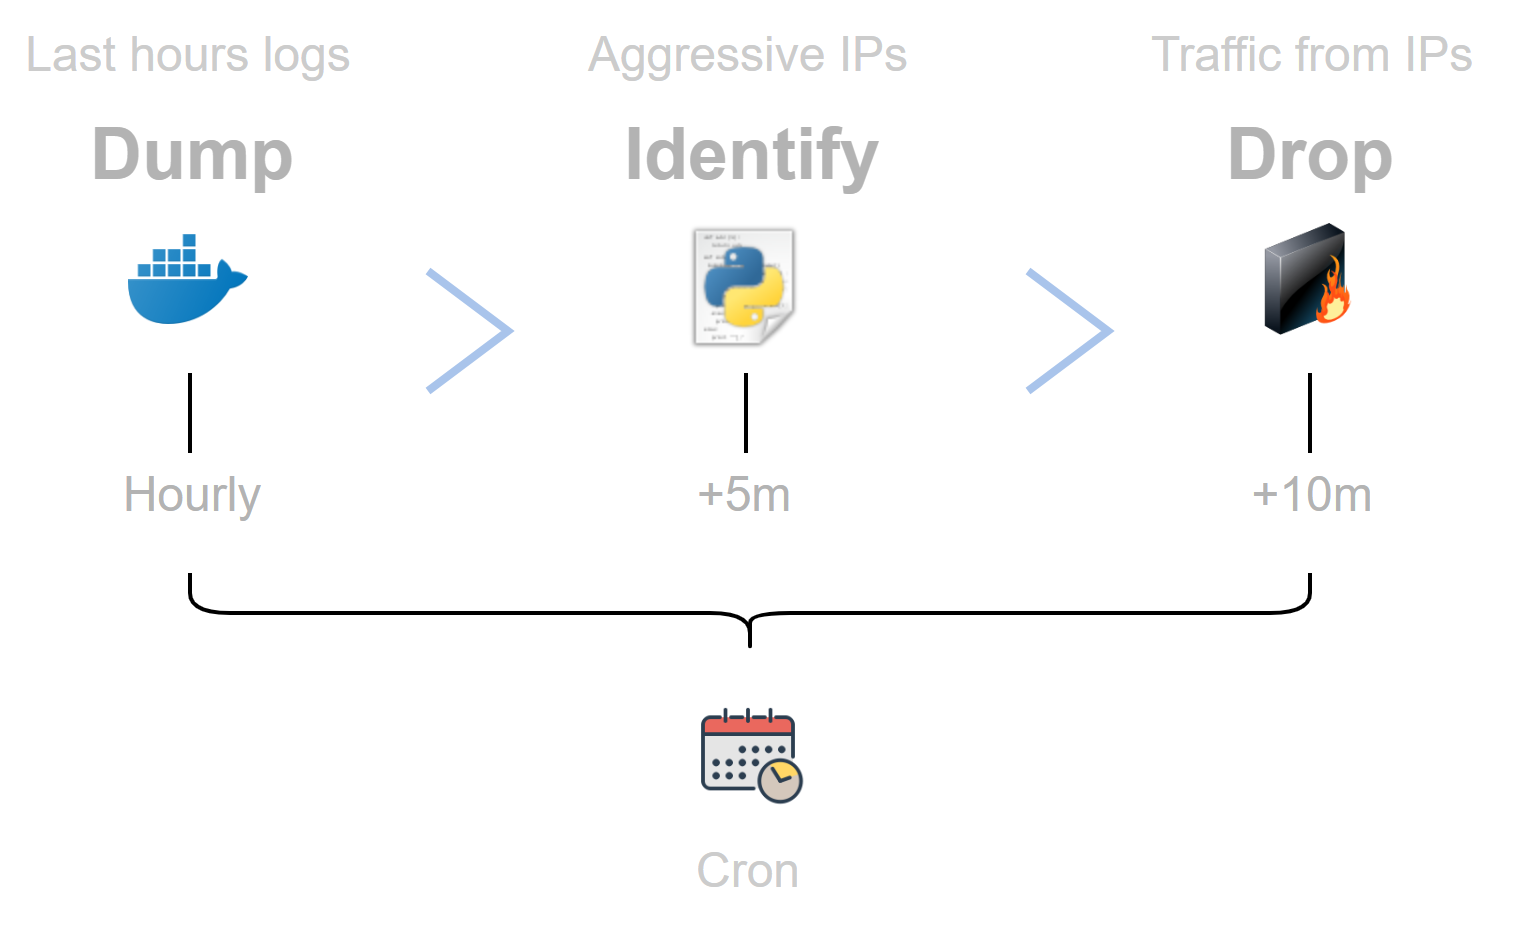 Last hours logs
Aggressive IPs
Traffic from IPs
Dump
Identify
Drop
Hourly
+5m
+10m
Cron